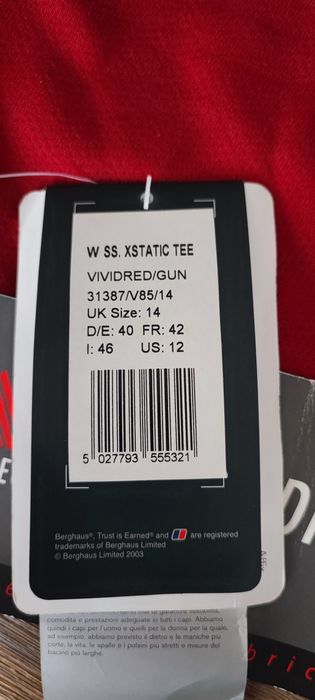 W SS. XSTATIC TEE
VIVIDRED/GUN
31387/V85/14
UK Size: 14
D/E: 40 FR: 42
I: 46 US: 12
5 027793 555321
Berghaus®, Trust is Earned® and are registered
trademarks of Berghaus Limited
© Berghaus Limited 2003
comodità e prestazioni adeguate in tutti i capi. Abbiamo
quindi i capi per l'uomo e quelli per la donna per la quale,
ad esempio, abbiamo previsto il dietro e le maniche più
corte, la vita, le spalle e i polsini più stretti e misure del
bacino più larghe.